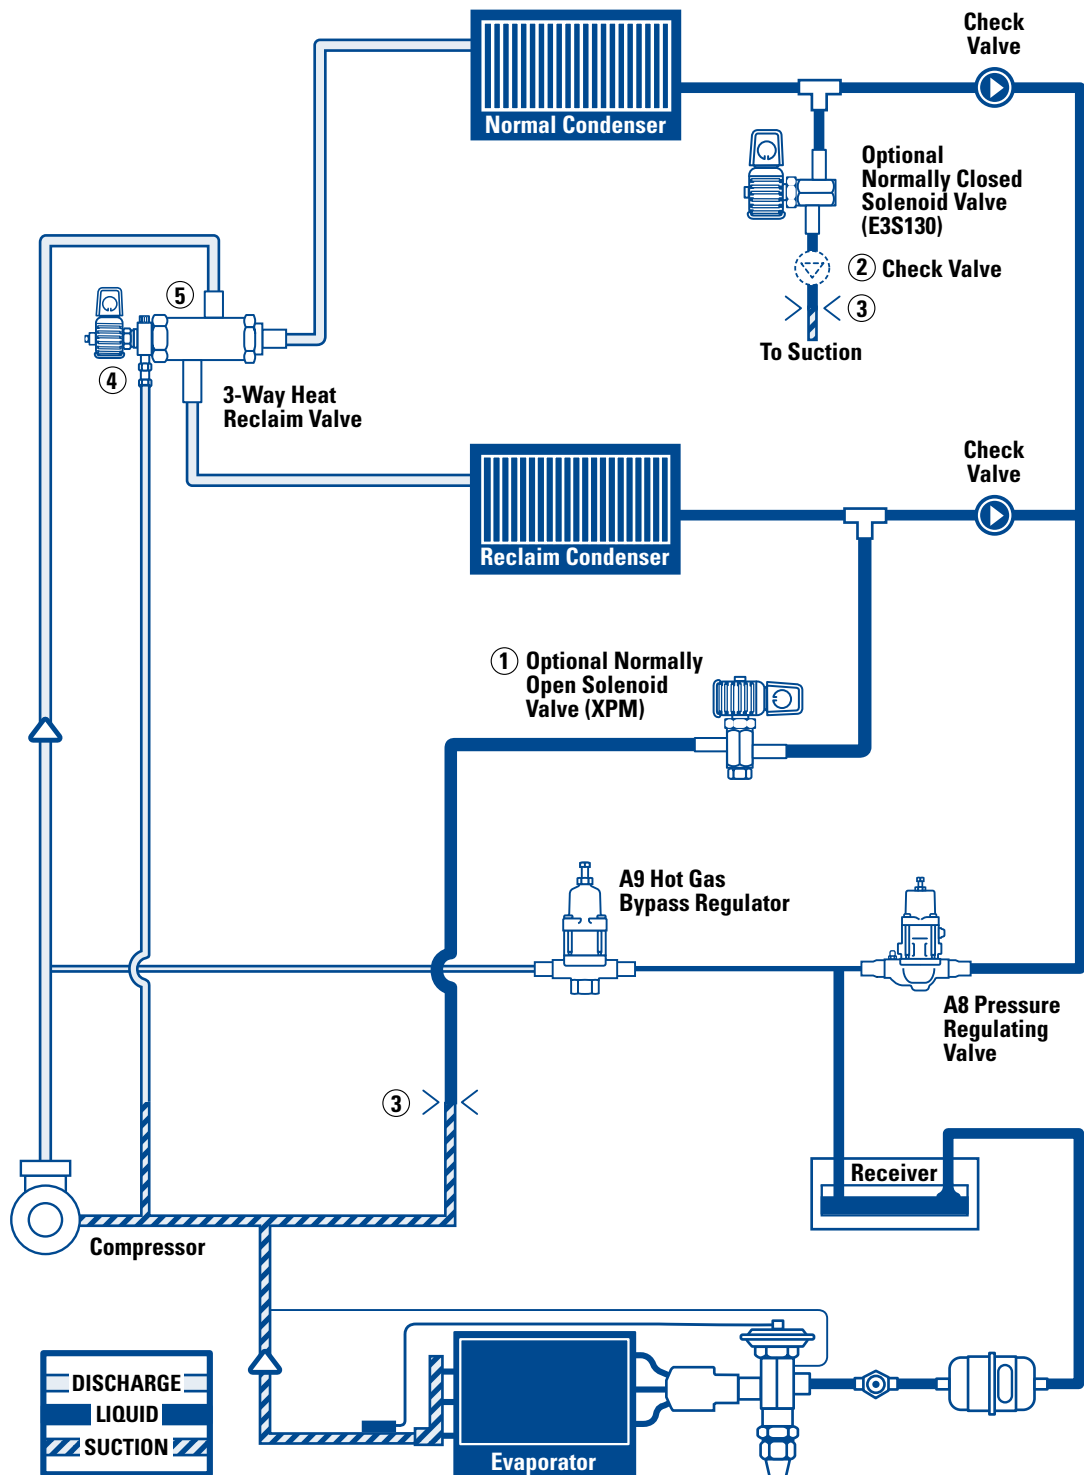 Check
Valve
Normal Condenser
Optional
Normally Closed
Solenoid Valve
(E3S130)
2 Check Valve
3
To Suction
5
4
3-Way Heat
Reclaim Valve
Check
Valve
Reclaim Condenser
1 Optional Normally
Open Solenoid
Valve (XPM)
A9 Hot Gas
Bypass Regulator
A8 Pressure
Regulating
Valve
3
Receiver
Compressor
DISCHARGE
LIQUID
SUCTION
Evaporator